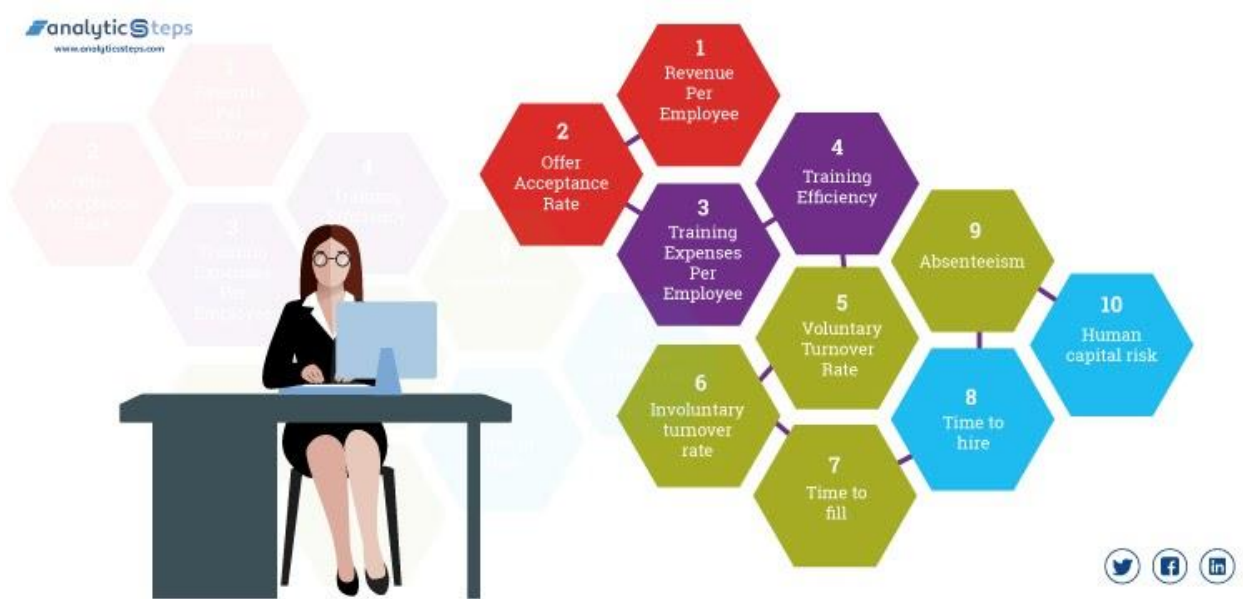 analyticSteps
www.analyticssteps.com
1
Revenue
Per
Employee
2
Offer
Acceptance
Rate
3
Training
Expenses
Per
Employee
4
Training
Efficiency
5
Voluntary
Turnover
Rate
6
Involuntary
turnover
rate
7
Time to
fill
8
Time to
hire
9
Absenteeism
10
Human
capital risk